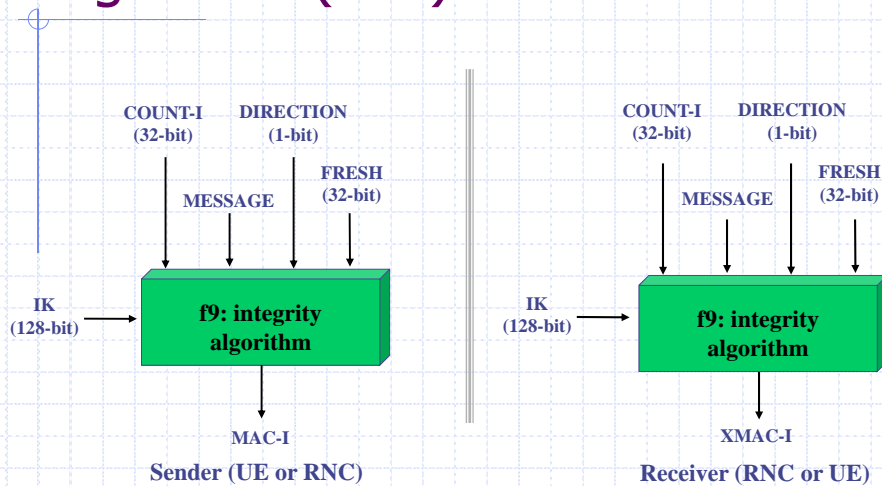 COUNT-I
(32-bit)
DIRECTION
(1-bit)
MESSAGE
FRESH
(32-bit)
IK
(128-bit)
f9: integrity
algorithm
MAC-I
Sender (UE or RNC)
COUNT-I
(32-bit)
DIRECTION
(1-bit)
MESSAGE
FRESH
(32-bit)
IK
(128-bit)
f9: integrity
algorithm
XMAC-I
Receiver (RNC or UE)